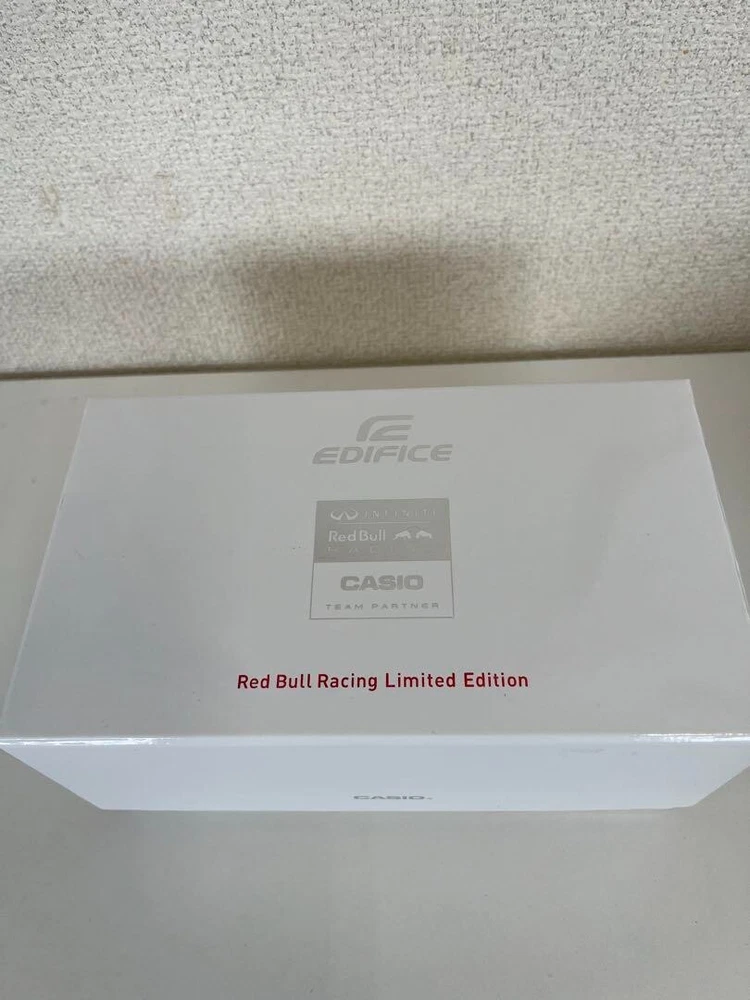 EDIFICE
INFINITI
Red Bull
RACING
CASIO
TEAM PARTNER
Red Bull Racing Limited Edition
CASIO